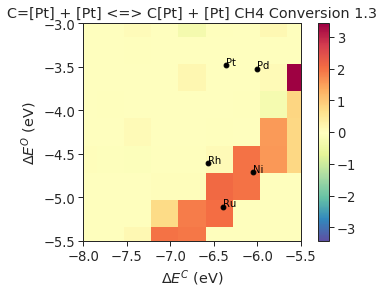 C=[Pt] + [Pt] <=> C[Pt] + [Pt] CH4 Conversion 1.3
−3.0
−3.5
−4.0
−4.5
−5.0
−5.5
ΔE^O (eV)
Pt
Pd
Rh
Ni
Ru
3
2
1
0
−1
−2
−3
−8.0 −7.5 −7.0 −6.5 −6.0 −5.5
ΔE^C (eV)